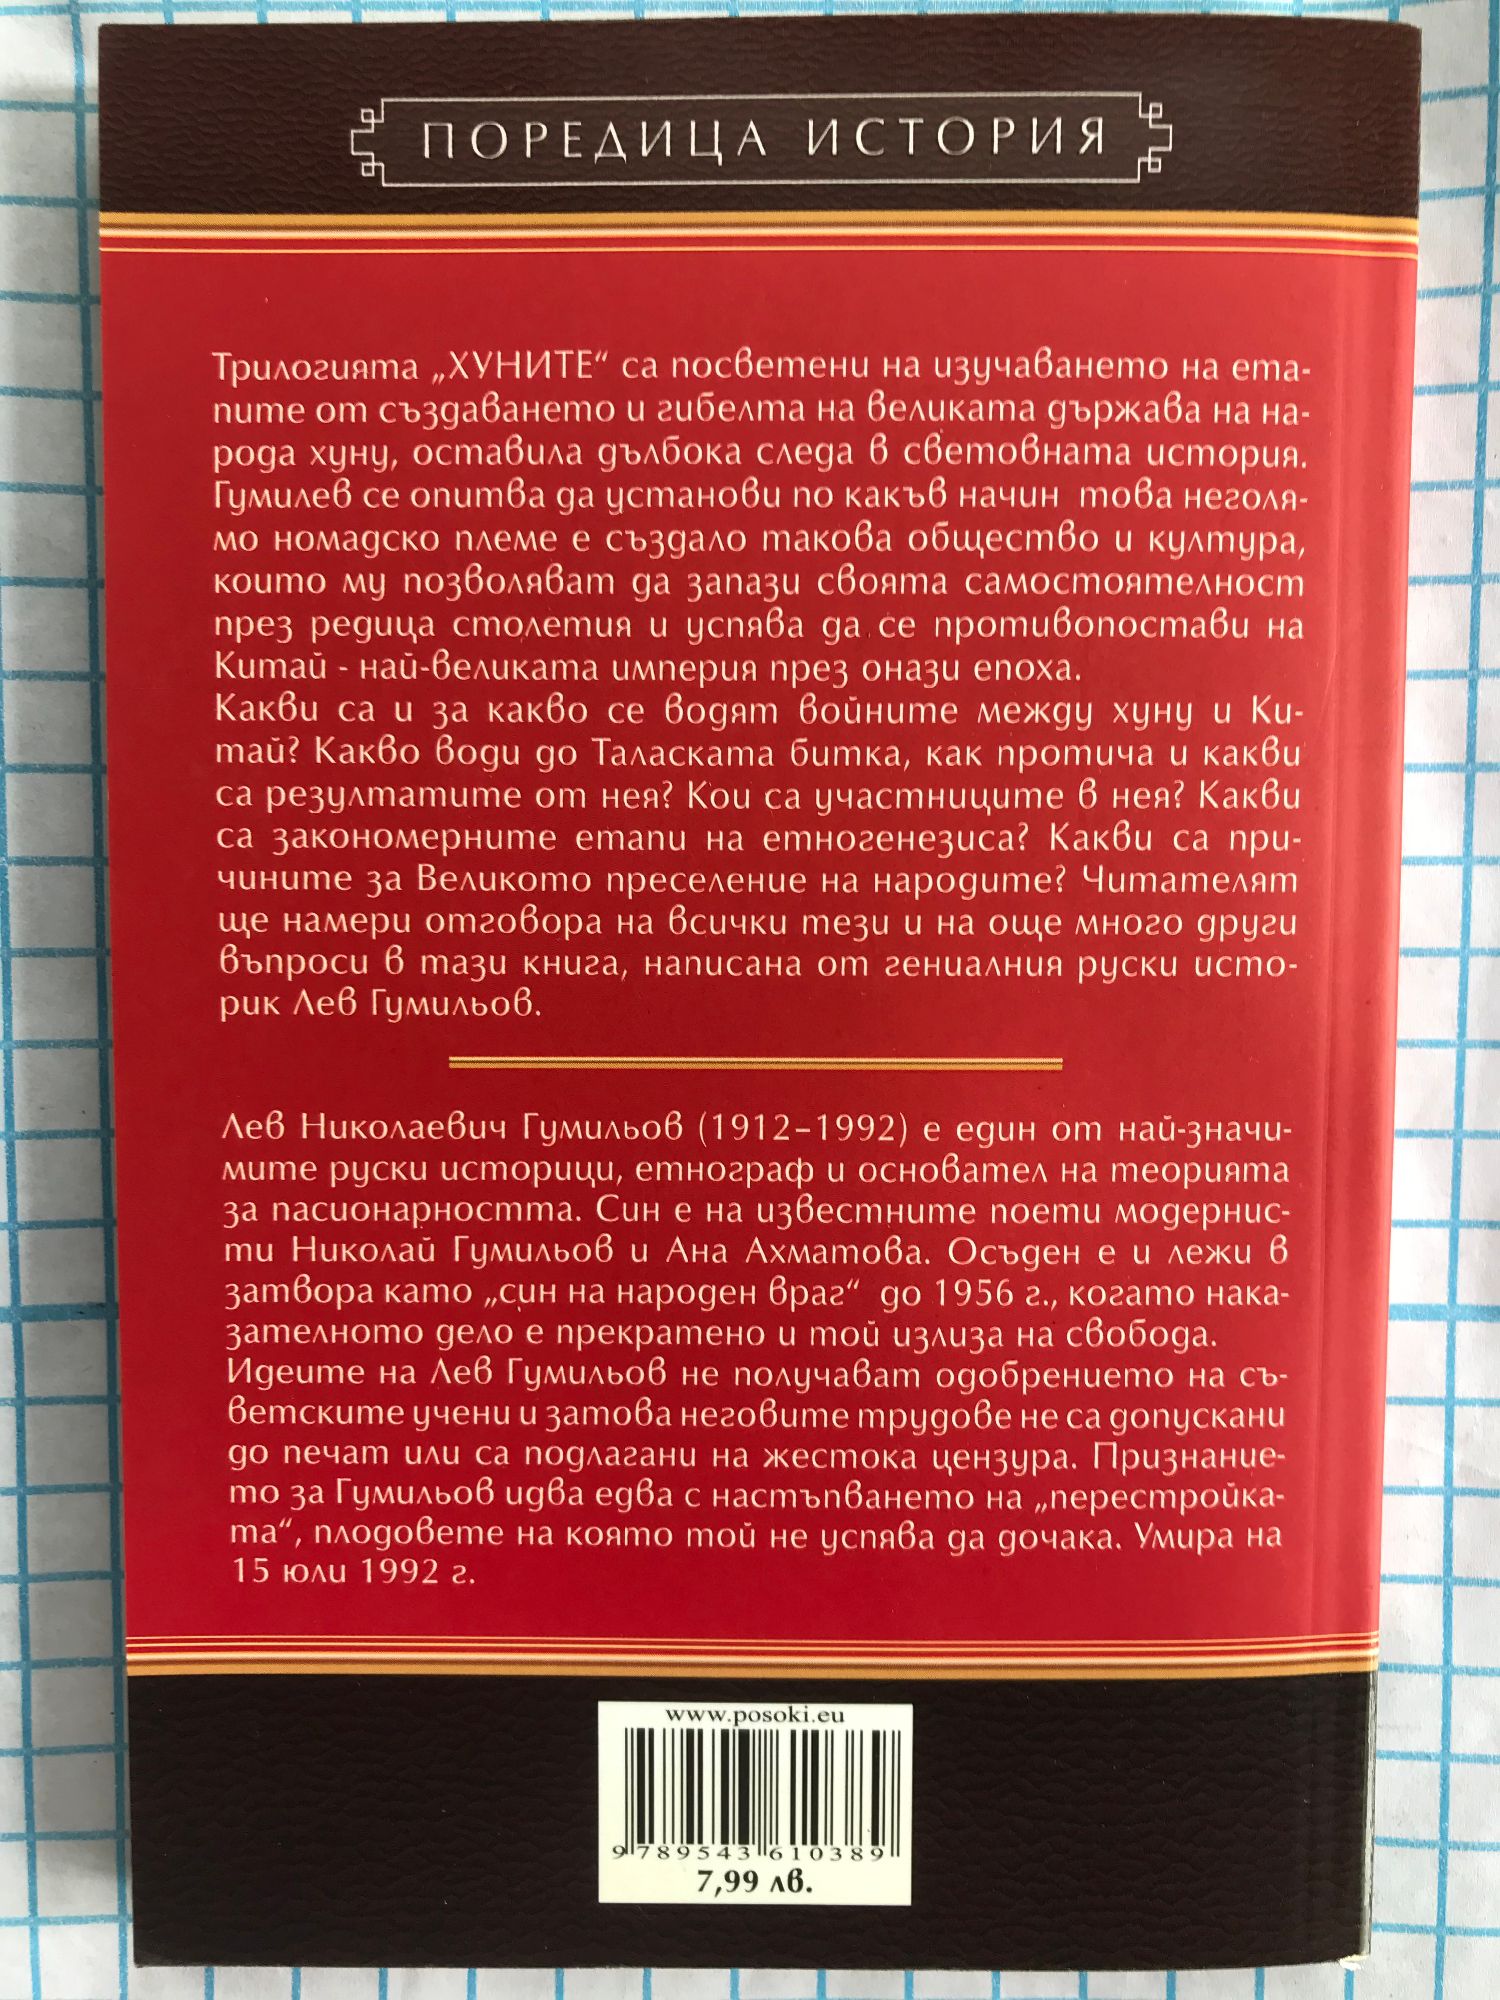 ПОРЕДИЦА ИСТОРИЯ
Трилогията „ХУНИТЕ“ са посветени на изучаването на ета-
пите от създаването и гибелта на великата държава на на-
рода хуну, оставила дълбока следа в световната история.
Гумилев се опитва да установи по какъв начин това неголя-
мо номадско племе е създало такова общество и култура,
които му позволяват да запази своята самостоятелност
през редица столетия и успява да се противопостави на
Китай - най-великата империя през онази епоха.
Какви са и за какво се водят войните между хуну и Ки-
тай? Какво води до Таласката битка, как протича и какви
са резултатите от нея? Кои са участниците в нея? Какви
са закономерните етапи на етногенезиса? Какви са при-
чините за Великото преселение на народите? Читателят
ще намери отговора на всички тези и на още много други
въпроси в тази книга, написана от гениалния руски исто-
рик Лев Гумильов.
Лев Николаевич Гумильов (1912–1992) е един от най-значи-
мите руски историци, етнограф и основател на теорията
за пасионарността. Син е на известните поети модернис-
ти Николай Гумильов и Ана Ахматова. Осъден е и лежи в
затвора като „син на народен враг“ до 1956 г., когато нака-
зателното дело е прекратено и той излиза на свобода.
Идеите на Лев Гумильов не получават одобрението на съ-
ветските учени и затова неговите трудове не са допускани
до печат или са подлагани на жестока цензура. Признание-
то за Гумильов идва едва с настъпването на „перестройка-
та“, плодовете на която той не успява да дочака. Умира на
15 юли 1992 г.
www.posoki.eu
9 789543 610389
7,99 лв.